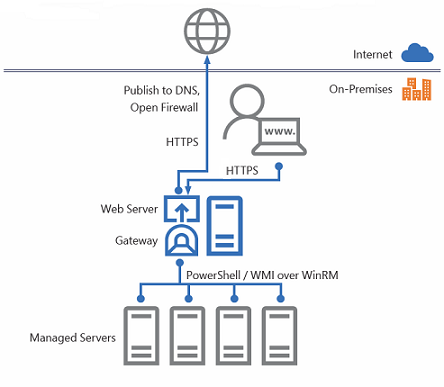 Internet
On-Premises
Publish to DNS,
Open Firewall
www.
HTTPS
HTTPS
Web Server
Gateway
PowerShell / WMI over WinRM
Managed Servers